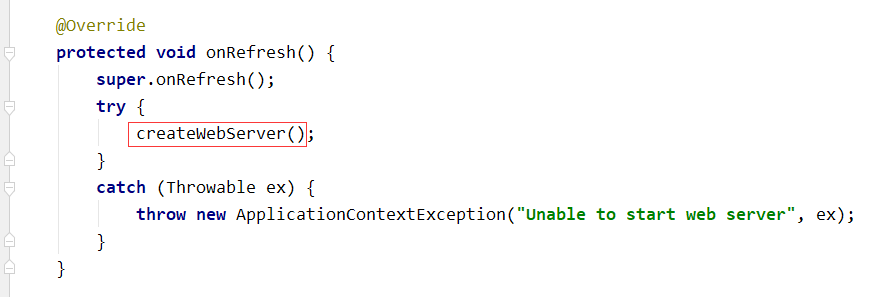 @Override
protected void onRefresh() {
super.onRefresh();
try {
createWebServer();
}
catch (Throwable ex) {
throw new ApplicationContextException("Unable to start web server", ex);
}
}